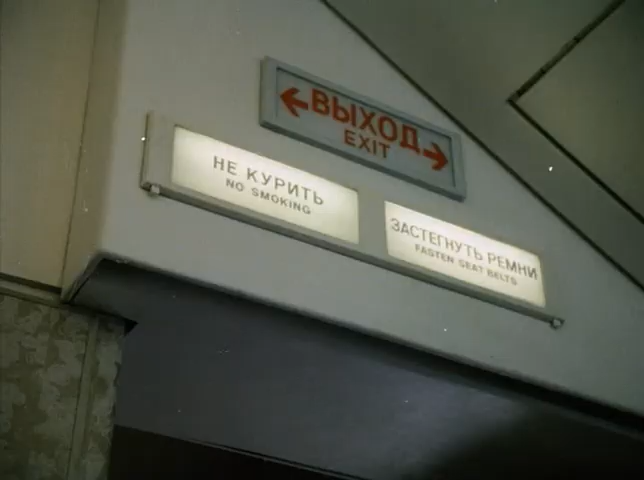 ВЫХОД
EXIT
НЕ КУРИТЬ
NO SMOKING
ЗАСТЕГНУТЬ РЕМНИ
FASTEN SEAT BELTS